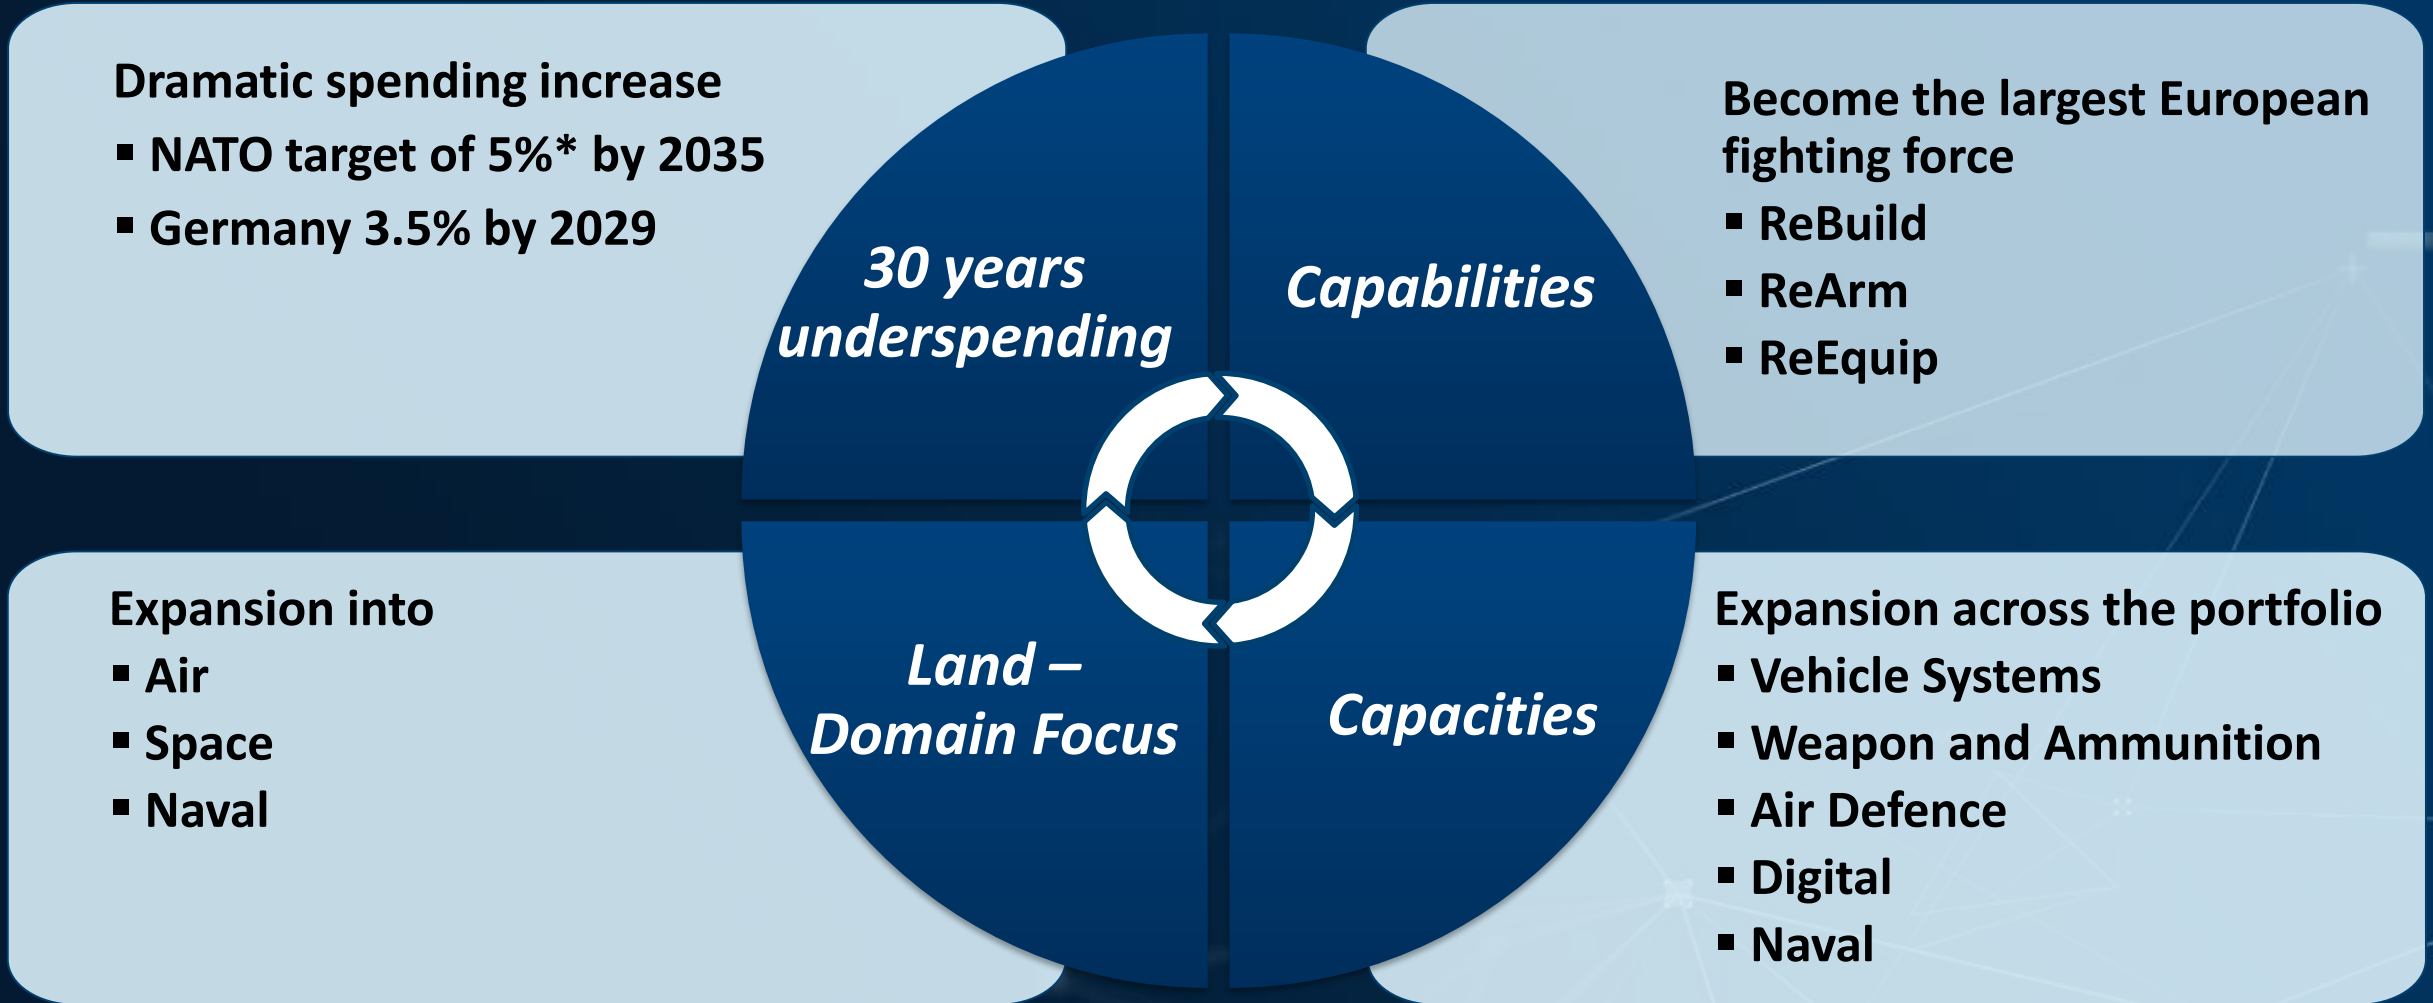 Dramatic spending increase
▪ NATO target of 5%* by 2035
▪ Germany 3.5% by 2029
30 years
underspending
Capabilities
Become the largest European
fighting force
▪ ReBuild
▪ ReArm
▪ ReEquip
Expansion into
▪ Air
▪ Space
▪ Naval
Land –
Domain Focus
Capacities
Expansion across the portfolio
▪ Vehicle Systems
▪ Weapon and Ammunition
▪ Air Defence
▪ Digital
▪ Naval